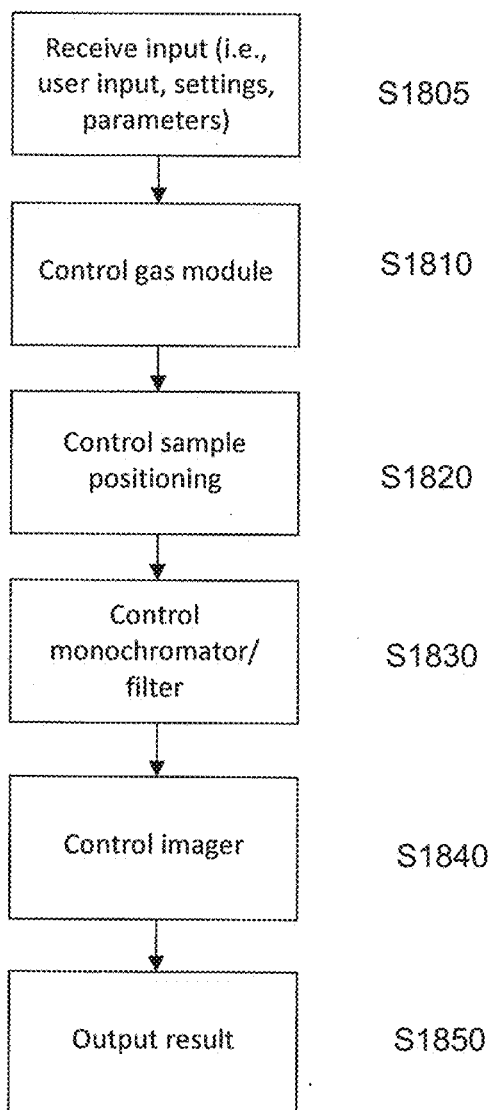 Receive input (i.e.,
user input, settings,
parameters)
S1805
Control gas module
S1810
Control sample
positioning
S1820
Control
monochromator/
filter
S1830
Control imager
S1840
Output result
S1850